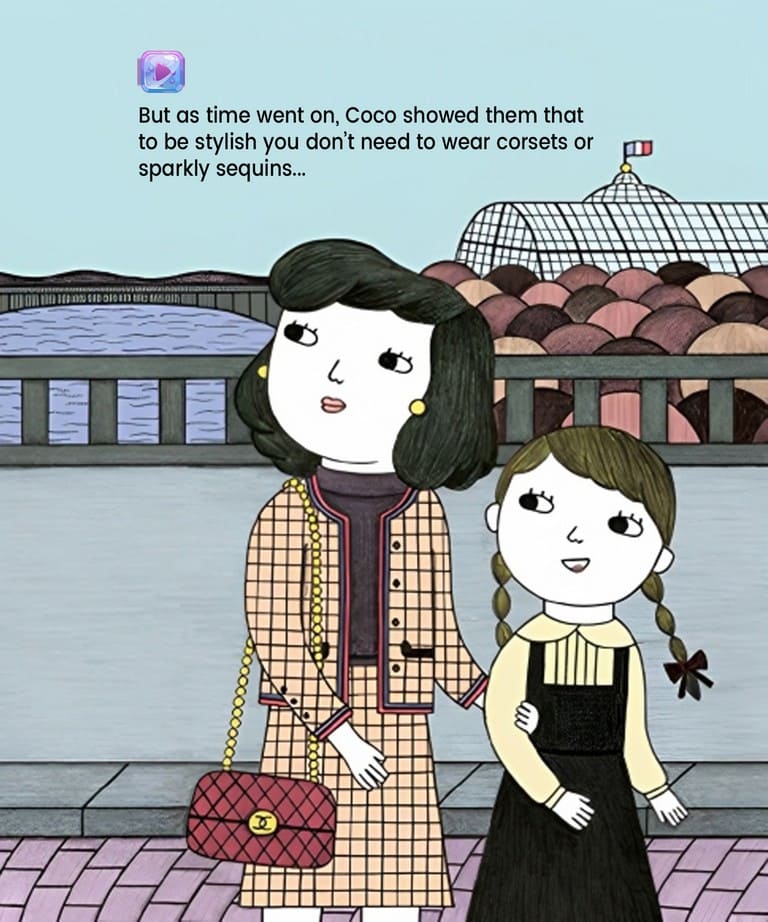 But as time went on, Coco showed them that
to be stylish you don't need to wear corsets or
sparkly sequins...